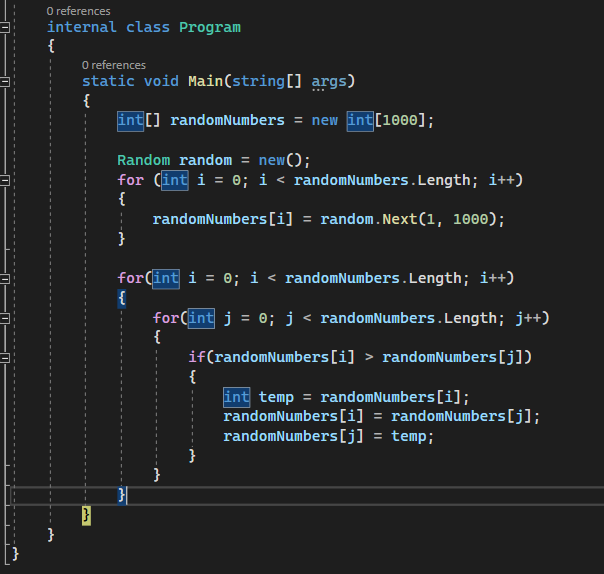 0 references
internal class Program
{
0 references
static void Main(string[] args)
{
int[] randomNumbers = new int[1000];
Random random = new();
for (int i = 0; i < randomNumbers.Length; i++)
{
randomNumbers[i] = random.Next(1, 1000);
}
for(int i = 0; i < randomNumbers.Length; i++)
{
for(int j = 0; j < randomNumbers.Length; j++)
{
if(randomNumbers[i] > randomNumbers[j])
{
int temp = randomNumbers[i];
randomNumbers[i] = randomNumbers[j];
randomNumbers[j] = temp;
}
}
}
}
}
}